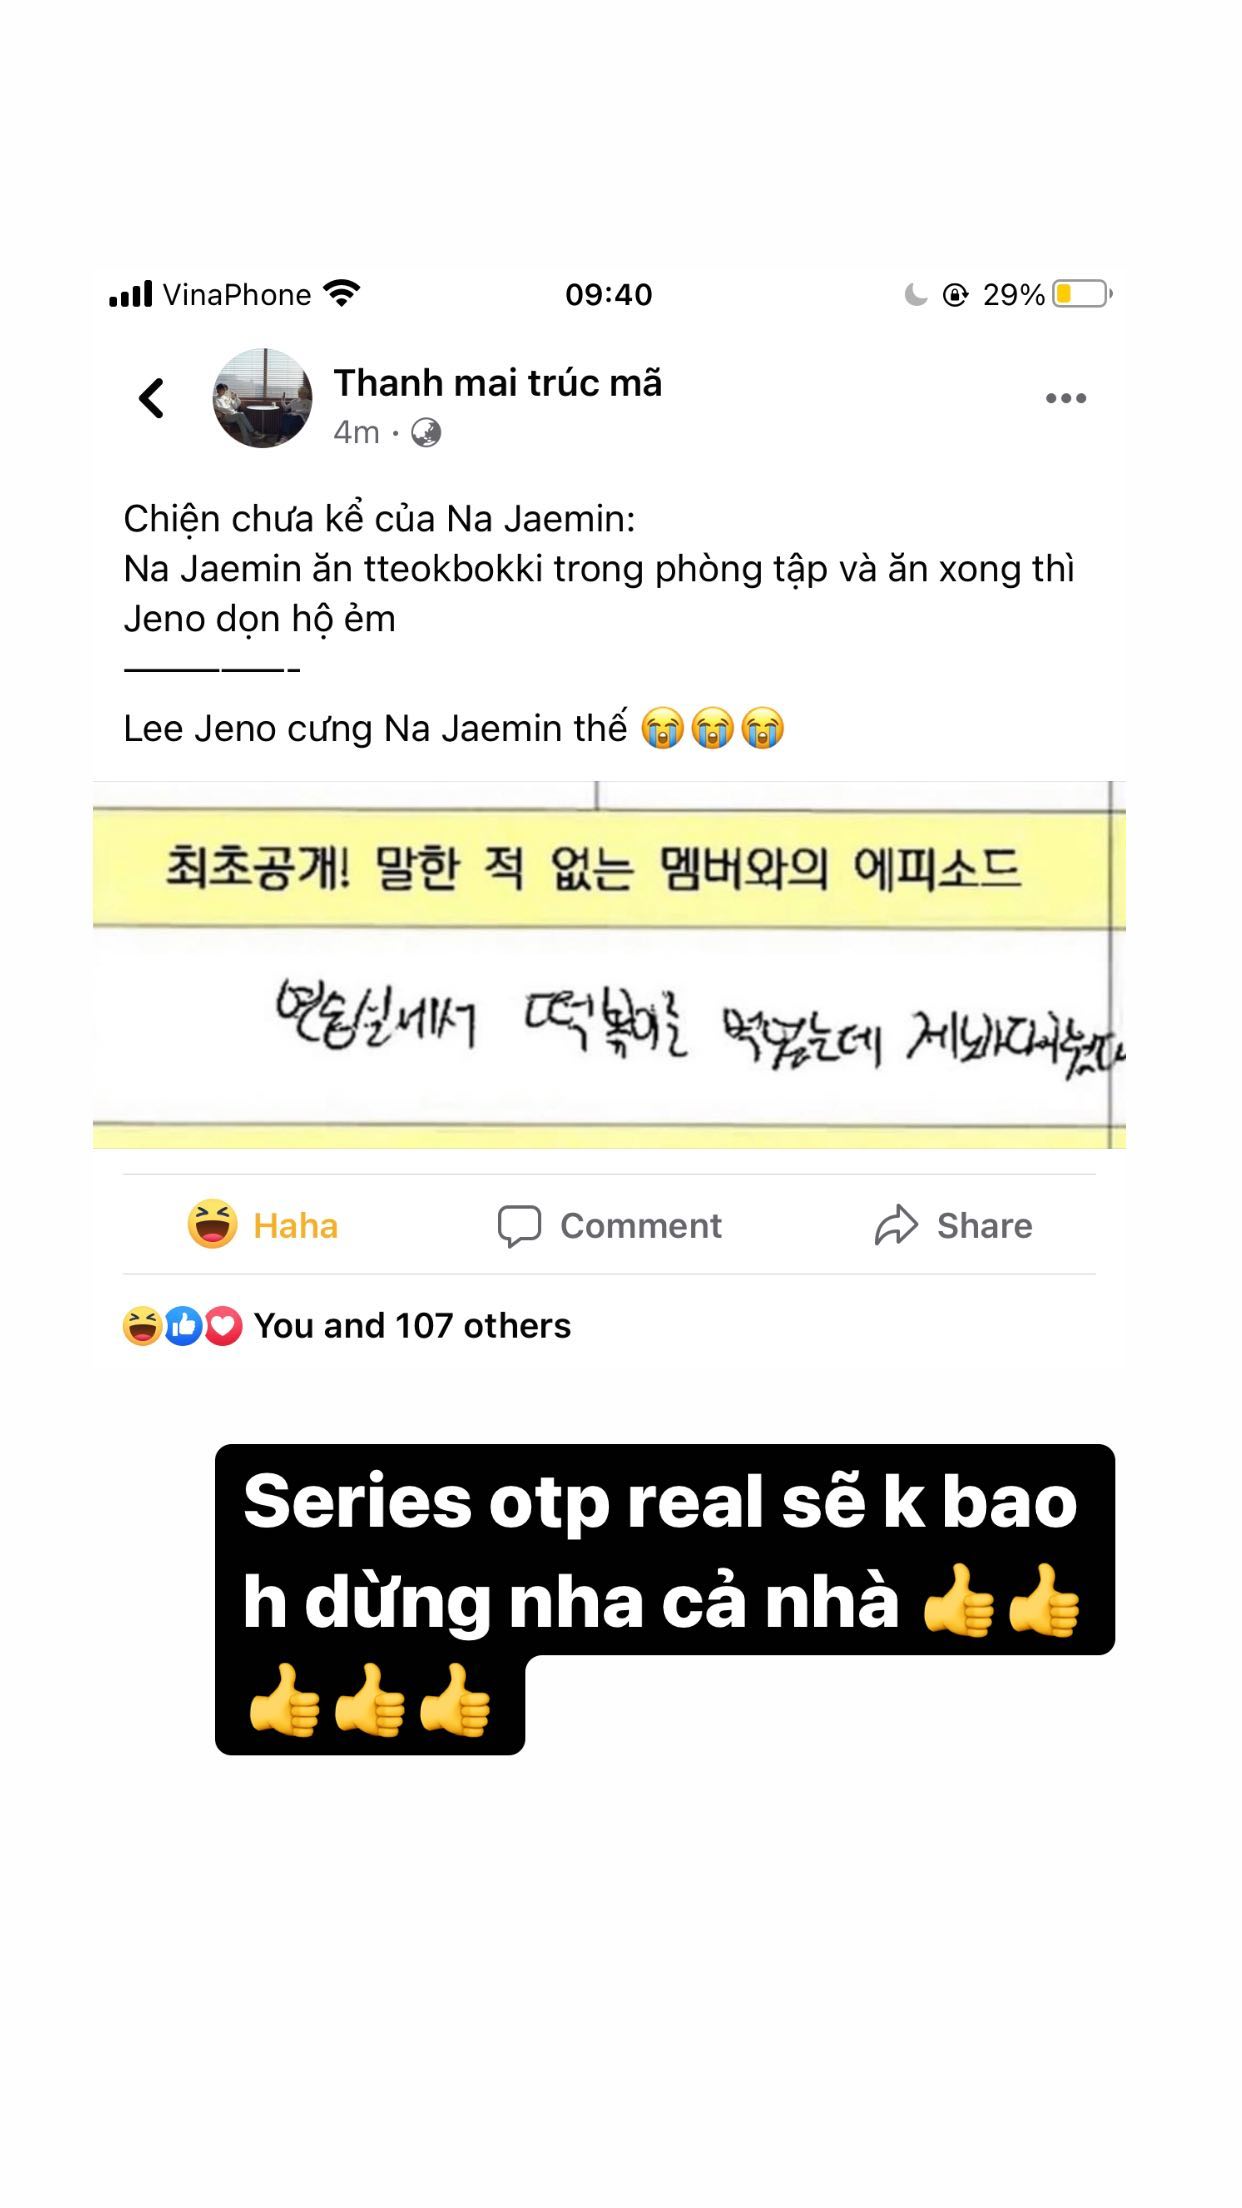 VinaPhone
09:40
29%
Thanh mai trúc mã
4m ·
Chiện chưa kể của Na Jaemin:
Na Jaemin ăn tteokbokki trong phòng tập và ăn xong thì
Jeno dọn hộ ẻm
————-
Lee Jeno cưng Na Jaemin thế 😭😭😭
최초공개! 말한 적 없는 멤버와의 에피소드
연습실에서 떡볶이를 먹었는데 제노가 다 치웠다
Haha
Comment
Share
You and 107 others
Series otp real sẽ k bao
h dừng nha cả nhà 👍👍
👍👍👍